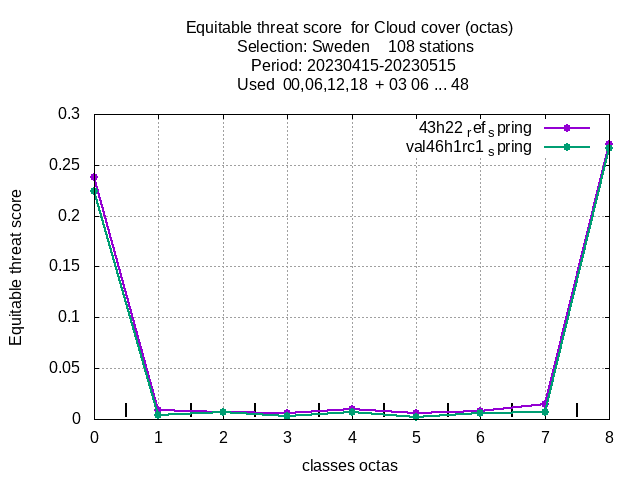 Equitable threat score  for Cloud cover (octas)
Selection: Sweden    108 stations
Period: 20230415-20230515
Used  00,06,12,18  + 03 06 ... 48
43h22 ref spring
val46h1rc1 spring
0.3
0.25
0.2
0.15
0.1
0.05
0
Equitable threat score
0 1 2 3 4 5 6 7 8
classes octas